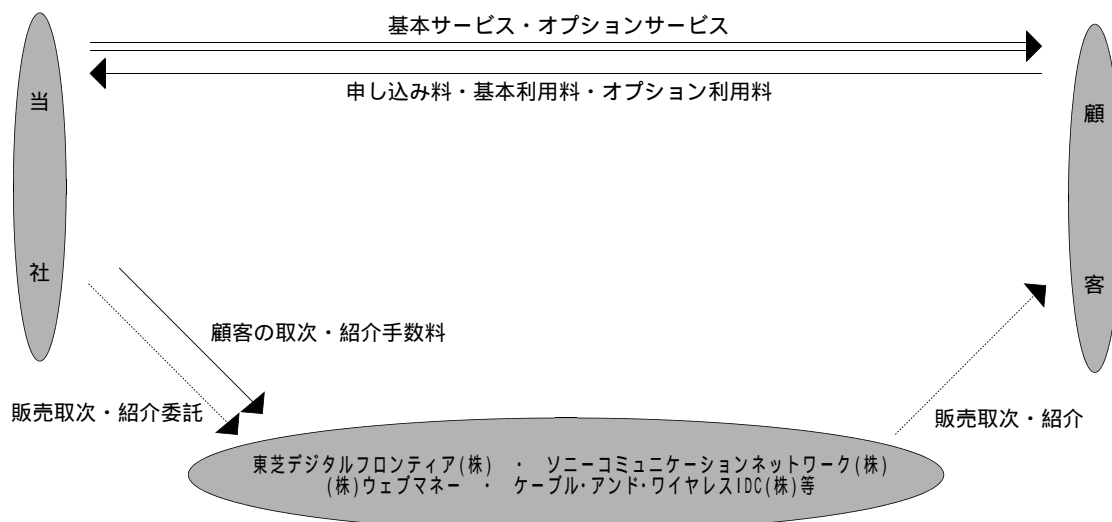 基本サービス・オプションサービス
申し込み料・基本利用料・オプション利用料
当社
顧客
顧客の取次・紹介手数料
販売取次・紹介委託
販売取次・紹介
東芝デジタルフロンティア(株) ・ ソニーコミュニケーションネットワーク(株)
(株)ウェブマネー ・ ケーブル・アンド・ワイヤレスIDC(株)等